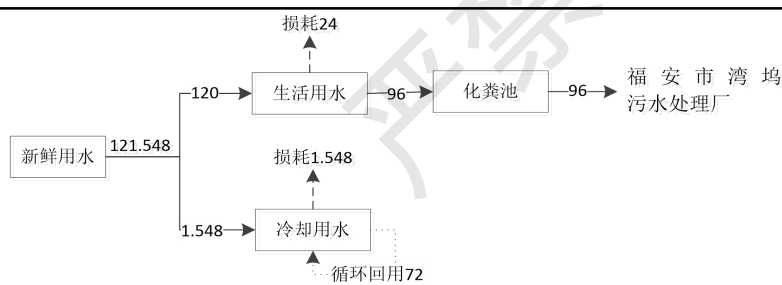 损耗24
120
生活用水
96
化粪池
96
福安市湾坞
污水处理厂
新鲜用水
121.548
损耗1.548
1.548
冷却用水
循环回用72
严禁